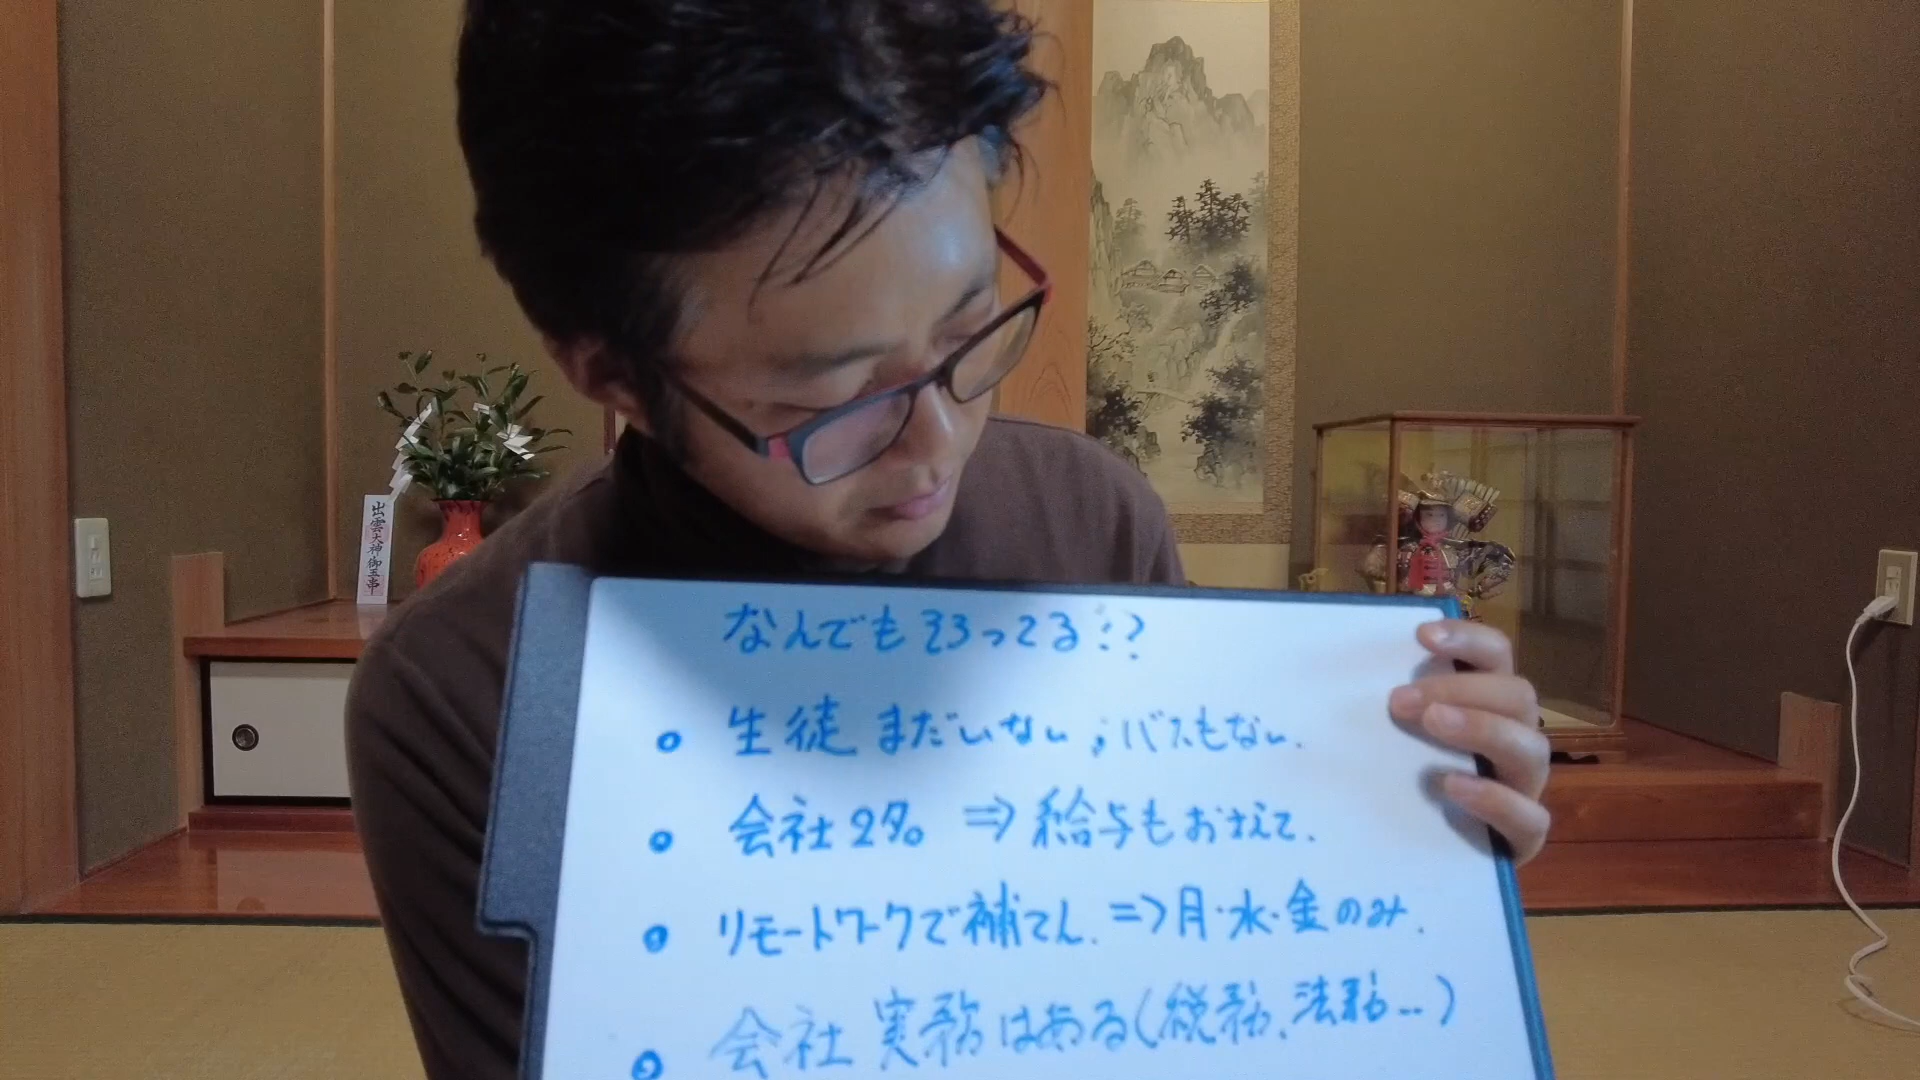 出雲大神御玉串
なんでもそろってる!?
• 生徒まだいない;バスもない.
• 会社2名。⇒給与もおさえて.
• リモートワークで補てん.⇒月・水・金のみ.
• 会社実務はある(税務、法務…)